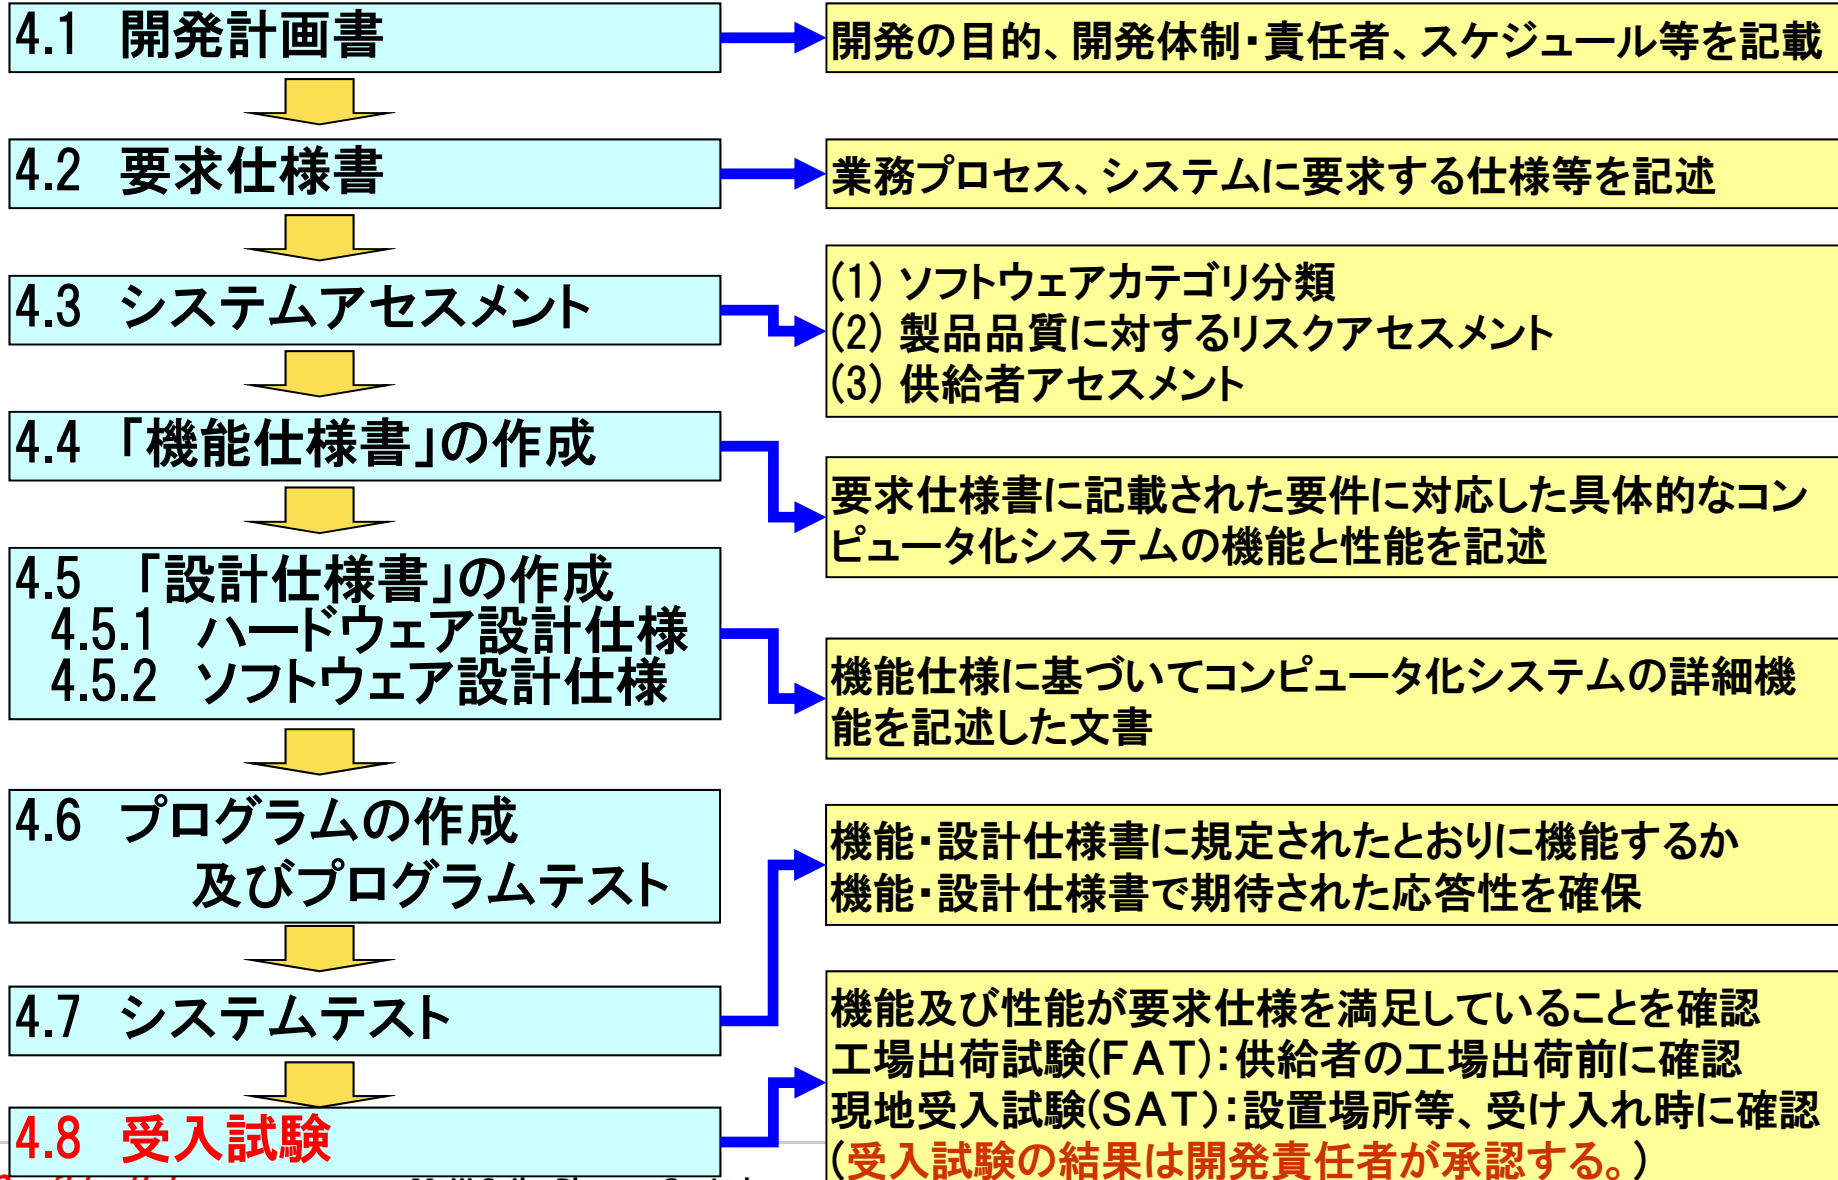 4.1 開発計画書
開発の目的、開発体制・責任者、スケジュール等を記載
4.2 要求仕様書
業務プロセス、システムに要求する仕様等を記述
4.3 システムアセスメント
(1) ソフトウェアカテゴリ分類
(2) 製品品質に対するリスクアセスメント
(3) 供給者アセスメント
4.4 「機能仕様書」の作成
要求仕様書に記載された要件に対応した具体的なコン
ピュータ化システムの機能と性能を記述
4.5 「設計仕様書」の作成
4.5.1 ハードウェア設計仕様
4.5.2 ソフトウェア設計仕様
機能仕様に基づいてコンピュータ化システムの詳細機
能を記述した文書
4.6 プログラムの作成
及びプログラムテスト
機能・設計仕様書に規定されたとおりに機能するか
機能・設計仕様書で期待された応答性を確保
4.7 システムテスト
機能及び性能が要求仕様を満足していることを確認
工場出荷試験(FAT):供給者の工場出荷前に確認
現地受入試験(SAT):設置場所等、受け入れ時に確認
(受入試験の結果は開発責任者が承認する。)
4.8 受入試験